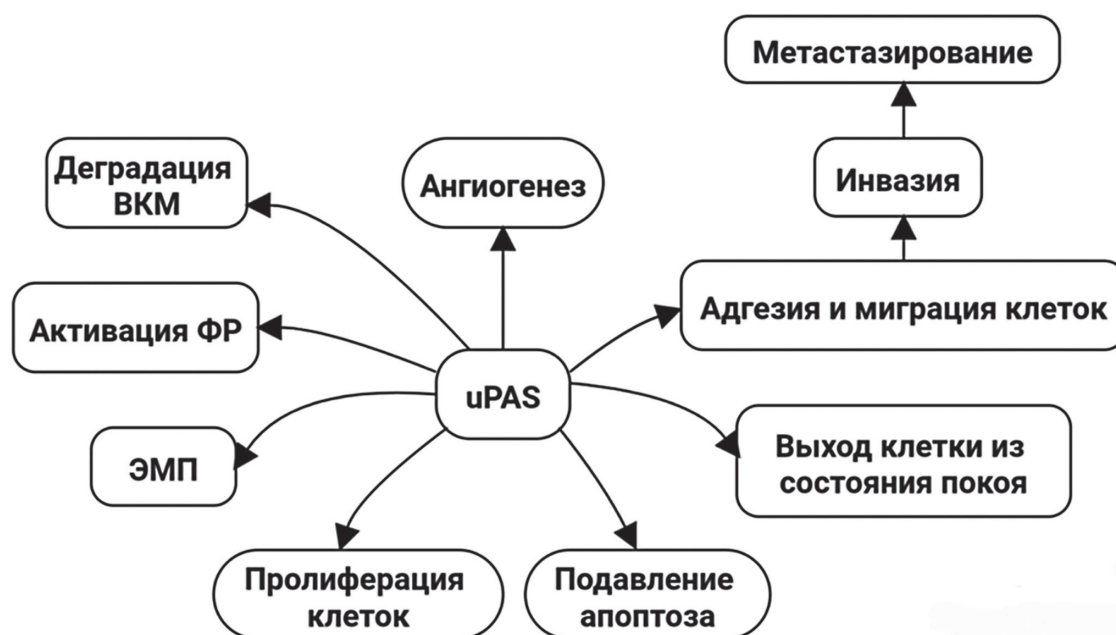 Метастазирование
Деградация
ВКМ
Ангиогенез
Инвазия
Активация ФР
Адгезия и миграция клеток
uPAS
ЭМП
Выход клетки из
состояния покоя
Пролиферация
клеток
Подавление
апоптоза